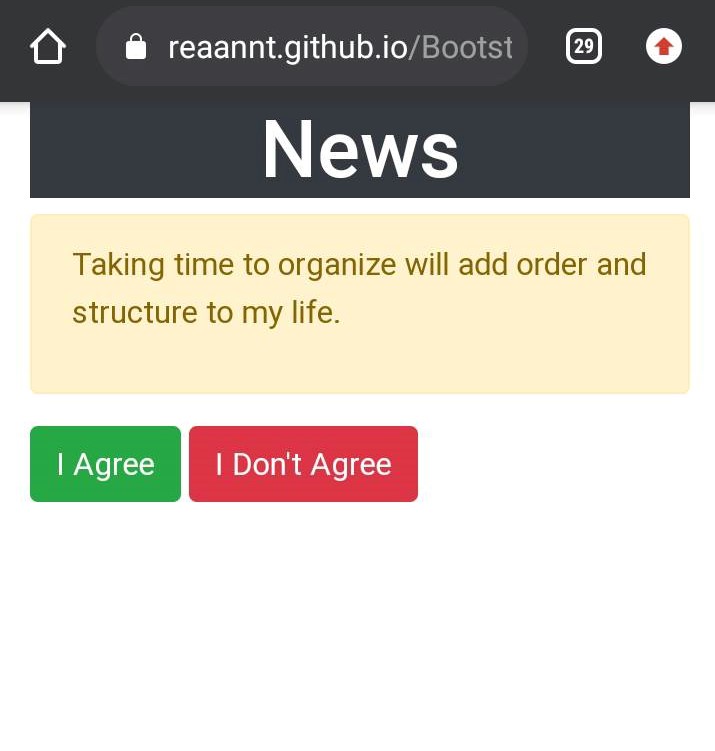 reaannt.github.io/Bootst
29
News
Taking time to organize will add order and
structure to my life.
I Agree
I Don't Agree